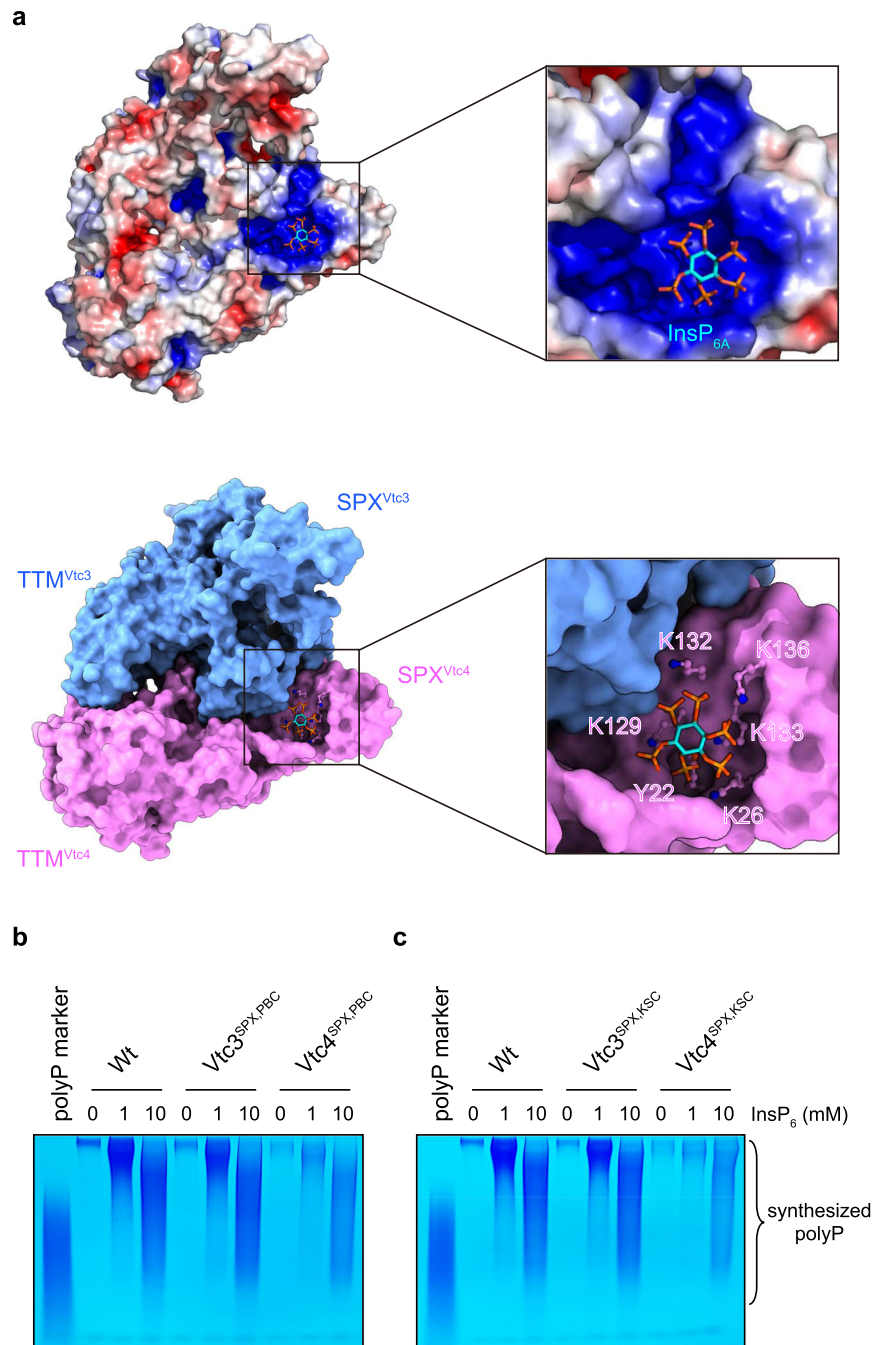 a
InsP6A
SPXVtc3
TTMVtc3
SPXVtc4
TTMVtc4
K132
K136
K129
K133
Y22
K26
b
polyP marker
Wt
Vtc3SPX,PBC
Vtc4SPX,PBC
0 1 10 0 1 10 0 1 10
c
polyP marker
Wt
Vtc3SPX,KSC
Vtc4SPX,KSC
0 1 10 0 1 10 0 1 10 InsP6 (mM)
synthesized
polyP